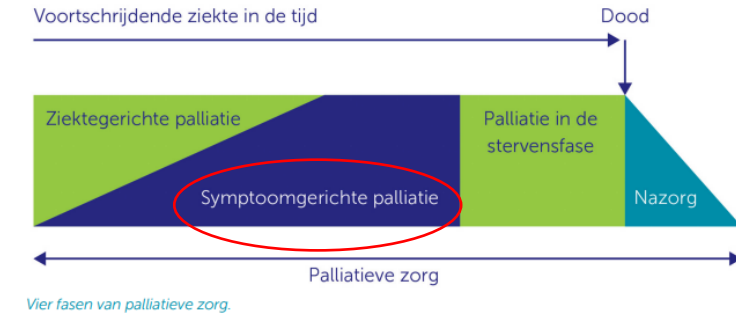 Voortschrijdende ziekte in de tijd
Dood
Ziektegerichte palliatie
Palliatie in de
stervensfase
Symptoomgerichte palliatie
Nazorg
Palliatieve zorg
Vier fasen van palliatieve zorg.